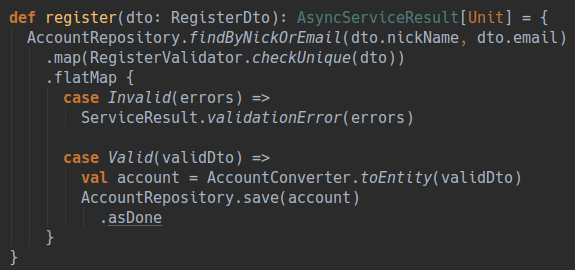 def register(dto: RegisterDto): AsyncServiceResult[Unit] = {
  AccountRepository.findByNickOrEmail(dto.nickName, dto.email)
    .map(RegisterValidator.checkUnique(dto))
    .flatMap {
      case Invalid(errors) =>
        ServiceResult.validationError(errors)

      case Valid(validDto) =>
        val account = AccountConverter.toEntity(validDto)
        AccountRepository.save(account)
          .asDone
    }
}